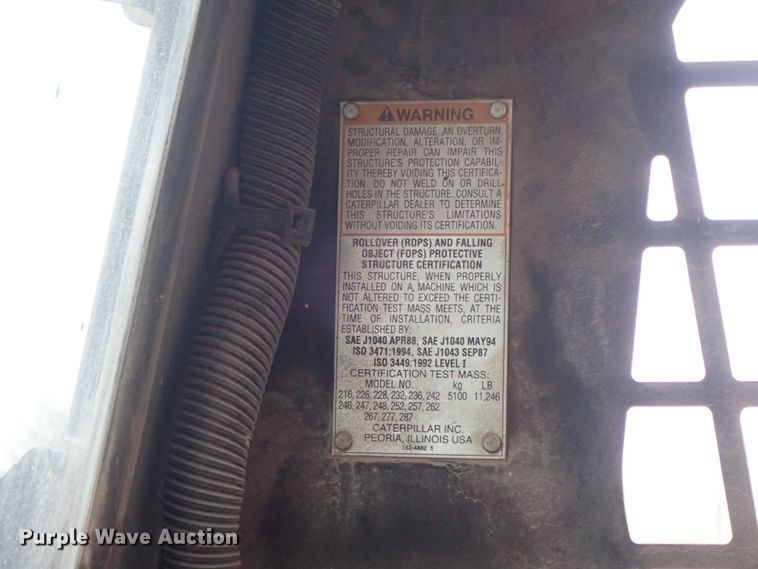 WARNING
STRUCTURAL DAMAGE, AN OVERTURN,
MODIFICATION, ALTERATION, OR IM-
PROPER REPAIR CAN IMPAIR THIS
STRUCTURE'S PROTECTION CAPABIL-
ITY THEREBY VOIDING THIS CERTIFICA-
TION. DO NOT WELD ON OR DRILL
HOLES IN THE STRUCTURE. CONSULT A
CATERPILLAR DEALER TO DETERMINE
THIS STRUCTURE'S LIMITATIONS
WITHOUT VOIDING ITS CERTIFICATION.
ROLLOVER (ROPS) AND FALLING
OBJECT (FOPS) PROTECTIVE
STRUCTURE CERTIFICATION
THIS STRUCTURE, WHEN PROPERLY
INSTALLED ON A MACHINE WHICH IS
NOT ALTERED TO EXCEED THE CERTI-
FICATION TEST MASS MEETS, AT THE
TIME OF INSTALLATION, CRITERIA
ESTABLISHED BY:
SAE J1040 APR88, SAE J1040 MAY94
ISO 3471:1994, SAE J1043 SEP87
ISO 3449:1992 LEVEL I
CERTIFICATION TEST MASS:
MODEL NO. kg LB
216, 226, 228, 232, 236, 242 5100 11,246
246, 247, 248, 252, 257, 262
267, 277, 287
CATERPILLAR INC.
PEORIA, ILLINOIS USA
152-4882 5
Purple Wave Auction